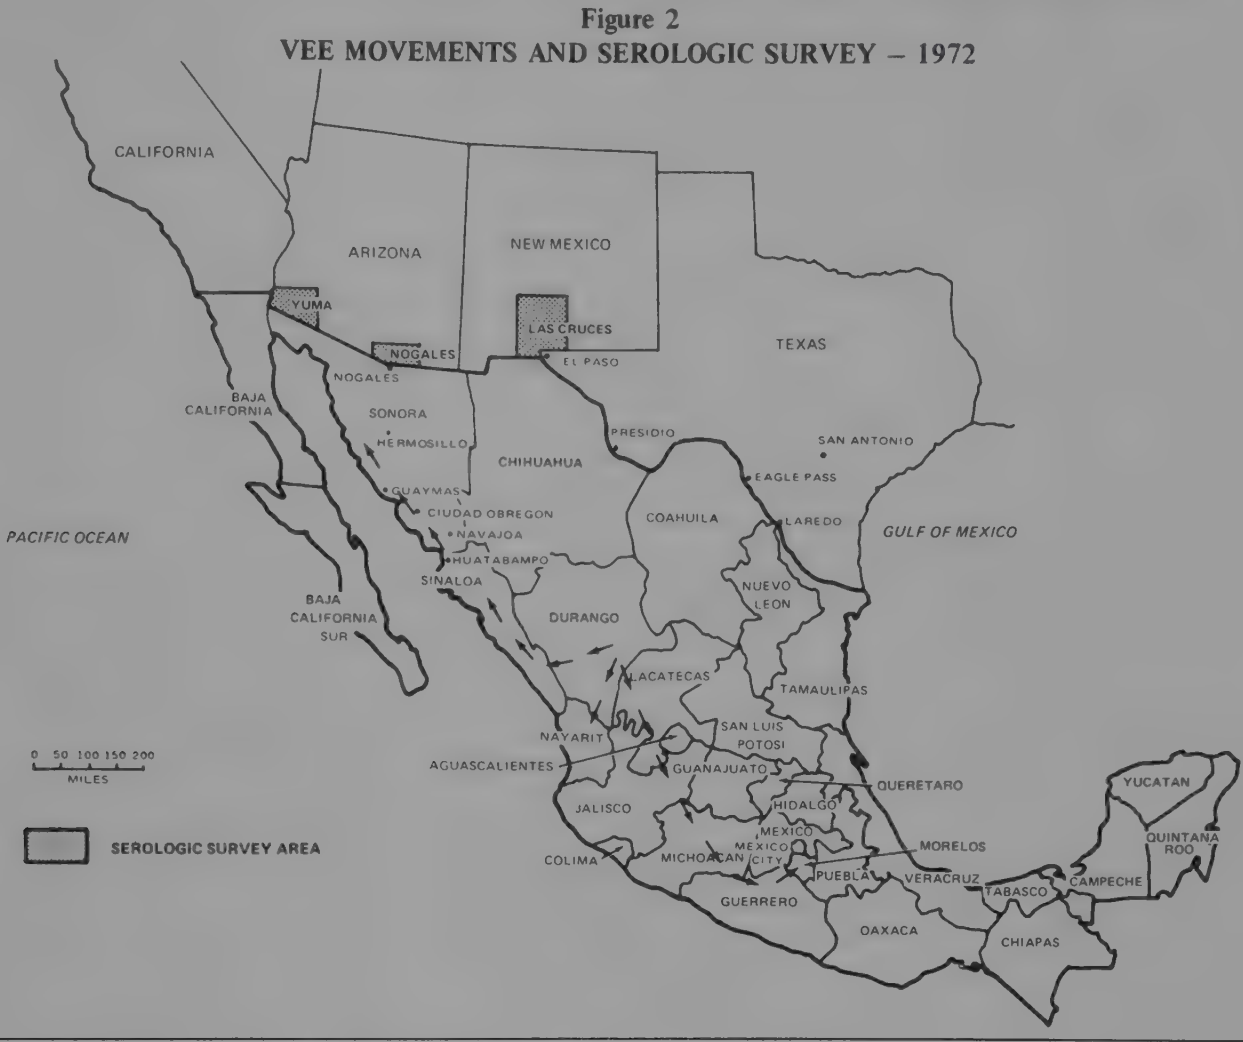 Figure 2
VEE MOVEMENTS AND SEROLOGIC SURVEY – 1972
CALIFORNIA
ARIZONA
NEW MEXICO
YUMA
LAS CRUCES
TEXAS
NOGALES
EL PASO
NOGALES
BAJA
CALIFORNIA
SONORA
HERMOSILLO
PRESIDIO
SAN ANTONIO
CHIHUAHUA
EAGLE PASS
GUAYMAS
CIUDAD OBREGON
COAHUILA
LAREDO
GULF OF MEXICO
PACIFIC OCEAN
NAVAJOA
HUATABAMPO
SINALOA
NUEVO
LEON
BAJA
CALIFORNIA
SUR
DURANGO
LACATECAS
TAMAULIPAS
SAN LUIS
POTOSI
NAYARIT
AGUASCALIENTES
GUANAJUATO
QUERETARO
0 50 100 150 200
MILES
YUCATAN
JALISCO
HIDALGO
QUINTANA
ROO
MEXICO
MEXICO
CITY
MORELOS
SEROLOGIC SURVEY AREA
COLIMA
MICHOACAN
PUEBLA
VERACRUZ
TABASCO
CAMPECHE
GUERRERO
OAXACA
CHIAPAS